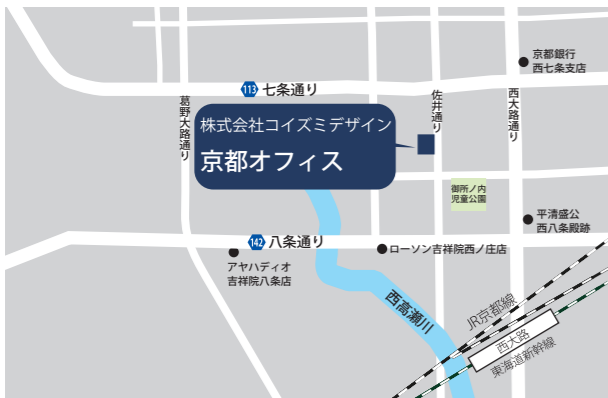 京都銀行
西七条支店
113 七条通り
葛野大路通り
佐井通り
西大路通り
株式会社コイズミデザイン
京都オフィス
御所ノ内
児童公園
平清盛公
西八条殿跡
142 八条通り
ローソン吉祥院西ノ庄店
アヤハディオ
吉祥院八条店
西高瀬川
JR京都線
西大路
東海道新幹線